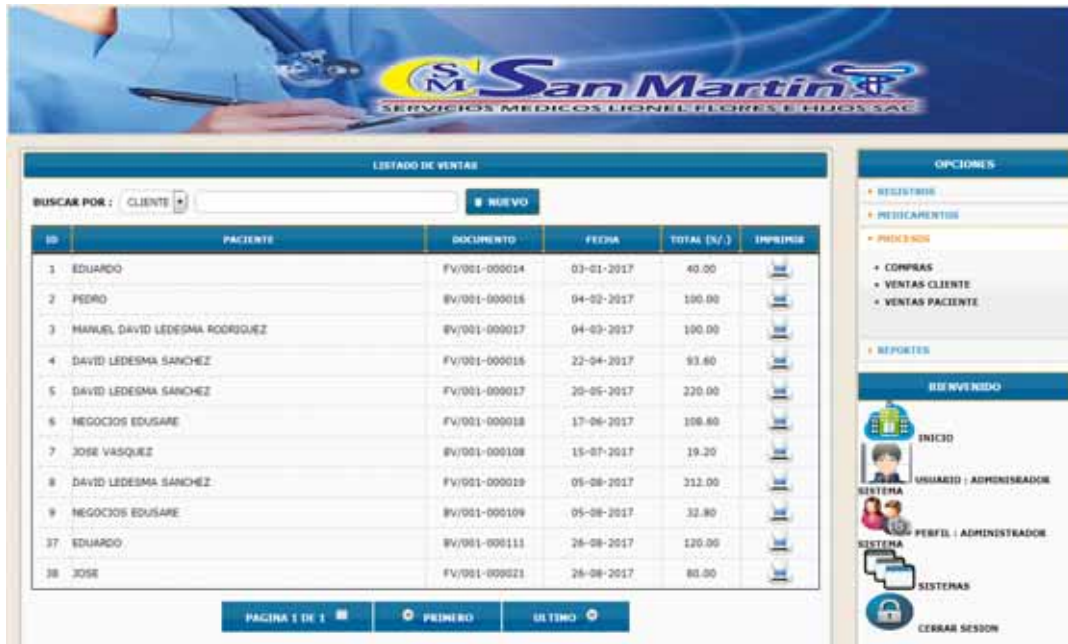 SM San Martin
SERVICIOS MEDICOS LIONEL FLORES E HIJOS SAC
LISTADO DE VENTAS
BUSCAR POR : CLIENTE NUEVO
ID PACIENTE DOCUMENTO FECHA TOTAL (S/.) IMPRIMIR
1 EDUARDO FV/001-000014 03-01-2017 40.00
2 PEDRO BV/001-000016 04-02-2017 100.00
3 MANUEL DAVID LEDESMA RODRIGUEZ BV/001-000017 04-03-2017 100.00
4 DAVID LEDESMA SANCHEZ FV/001-000016 22-04-2017 93.60
5 DAVID LEDESMA SANCHEZ FV/001-000017 20-05-2017 220.00
6 NEGOCIOS EDUSARE FV/001-000018 17-06-2017 108.60
7 JOSE VASQUEZ BV/001-000108 15-07-2017 19.20
8 DAVID LEDESMA SANCHEZ FV/001-000019 05-08-2017 312.00
9 NEGOCIOS EDUSARE BV/001-000109 05-08-2017 32.80
37 EDUARDO BV/001-000111 26-08-2017 120.00
38 JOSE FV/001-000021 26-08-2017 80.00
PAGINA 1 DE 1 PRIMERO ULTIMO
OPCIONES
REGISTROS
MEDICAMENTOS
PROCESOS
COMPRAS
VENTAS CLIENTE
VENTAS PACIENTE
REPORTES
BIENVENIDO
INICIO
USUARIO : ADMINISRADOR
SISTEMA
PERFIL : ADMINISTRADOR
SISTEMA
SISTEMAS
CERRAR SESION